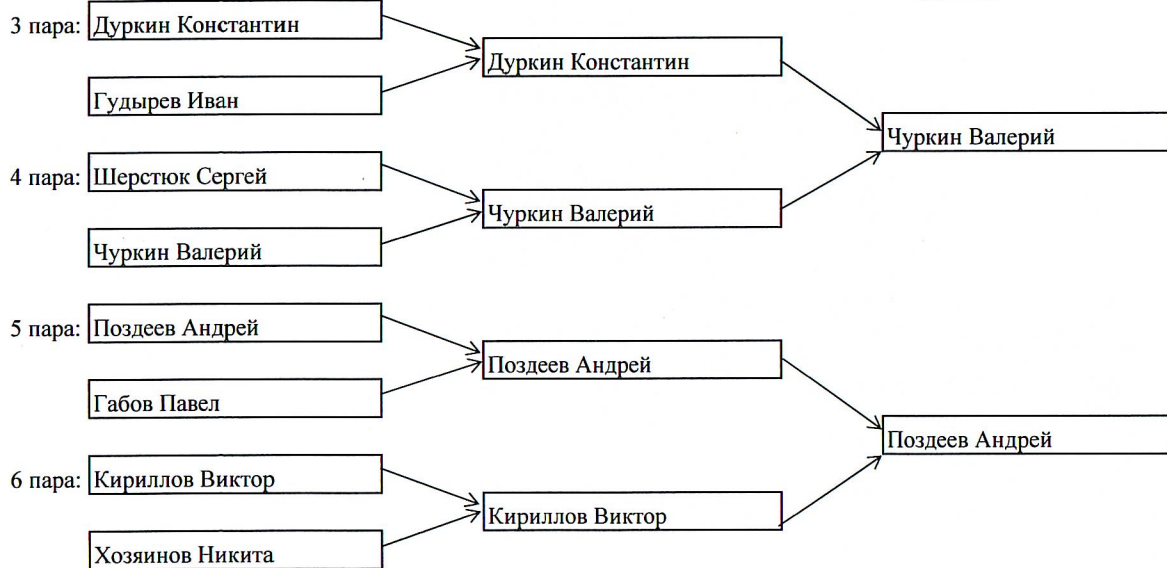 3 пара: Дуркин Константин
Дуркин Константин
Гудырев Иван
Чуркин Валерий
4 пара: Шерстюк Сергей
Чуркин Валерий
Чуркин Валерий
5 пара: Поздеев Андрей
Поздеев Андрей
Габов Павел
Поздеев Андрей
6 пара: Кириллов Виктор
Кириллов Виктор
Хозяинов Никита